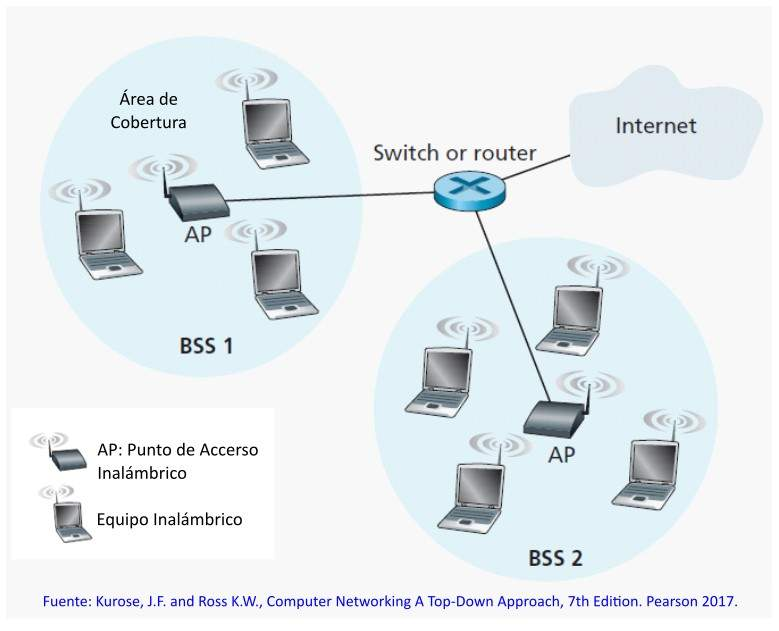 Área de
Cobertura
Internet
Switch or router
AP
BSS 1
AP
BSS 2
AP: Punto de Accerso
Inalámbrico
Equipo Inalámbrico
Fuente: Kurose, J.F. and Ross K.W., Computer Networking A Top-Down Approach, 7th Edition. Pearson 2017.